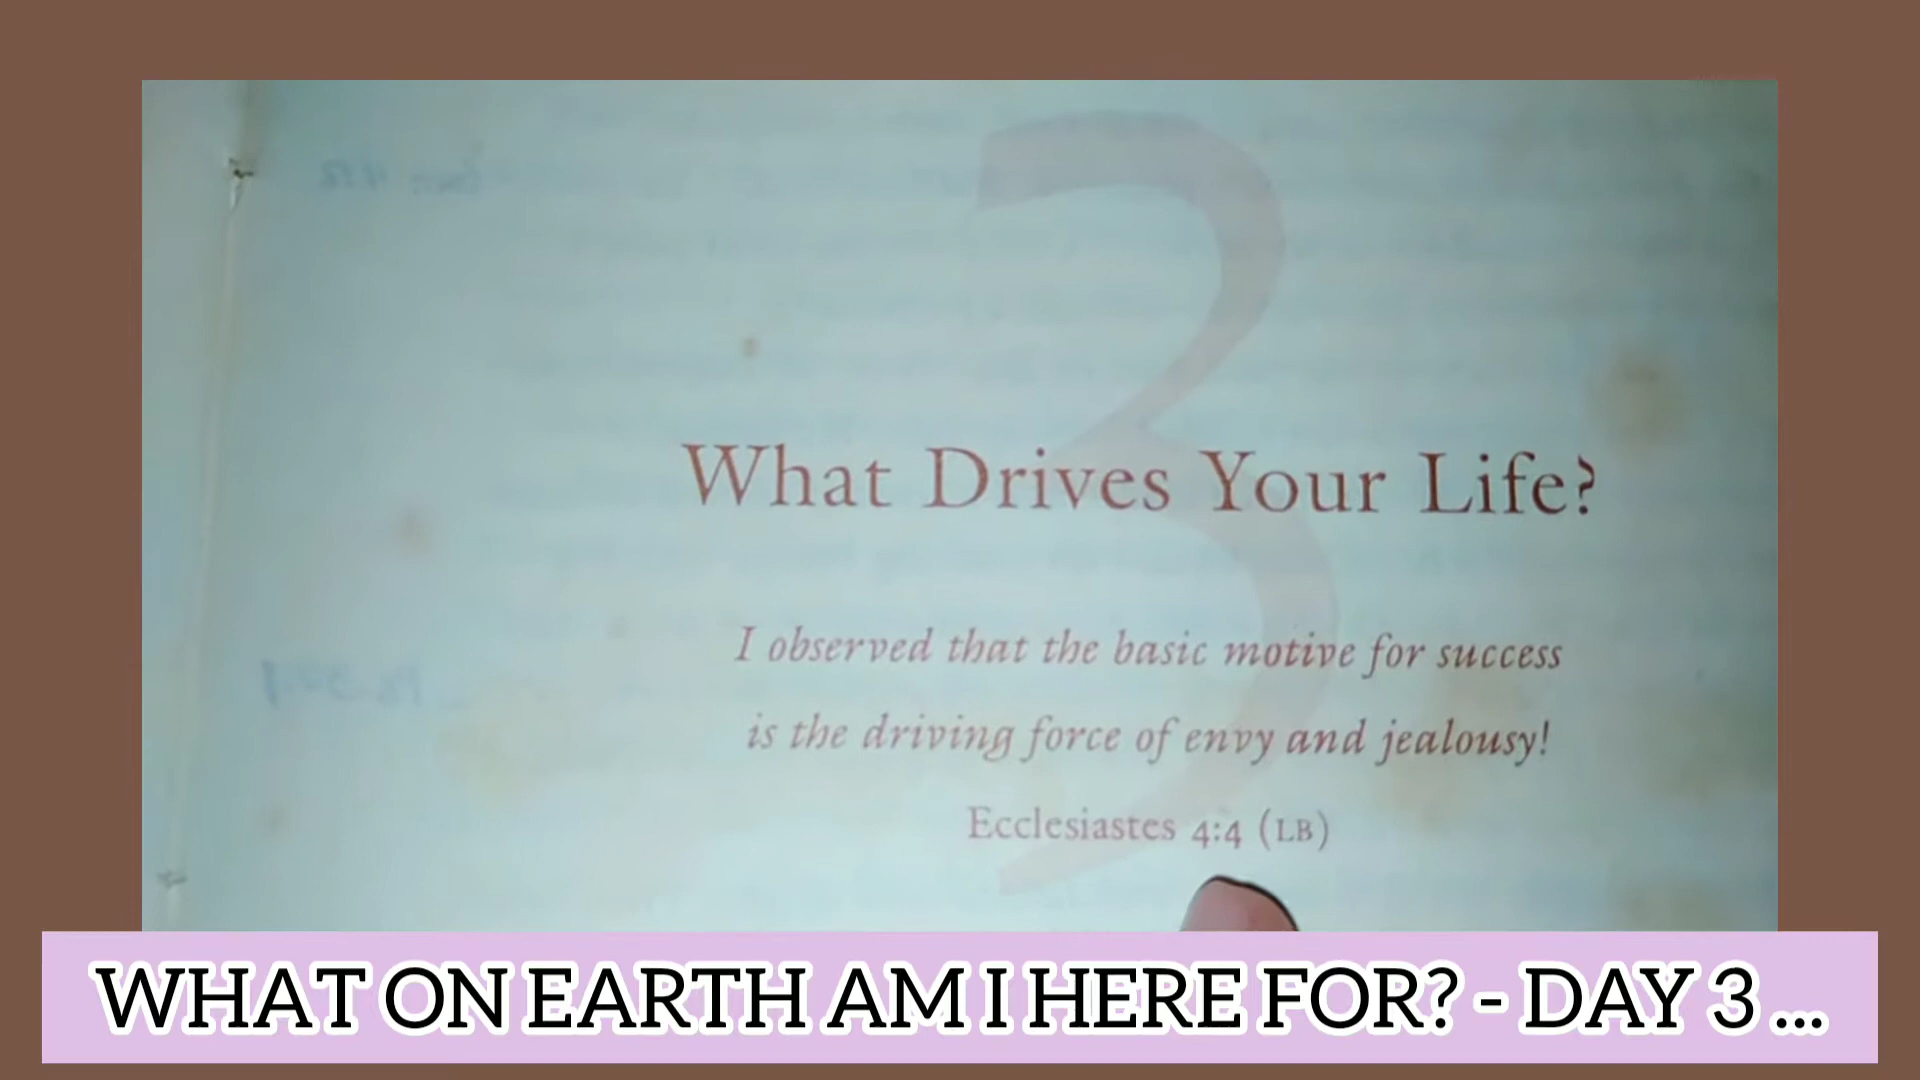 3
What Drives Your Life?
I observed that the basic motive for success
is the driving force of envy and jealousy!
Ecclesiastes 4:4 (LB)
WHAT ON EARTH AM I HERE FOR? - DAY 3 ...